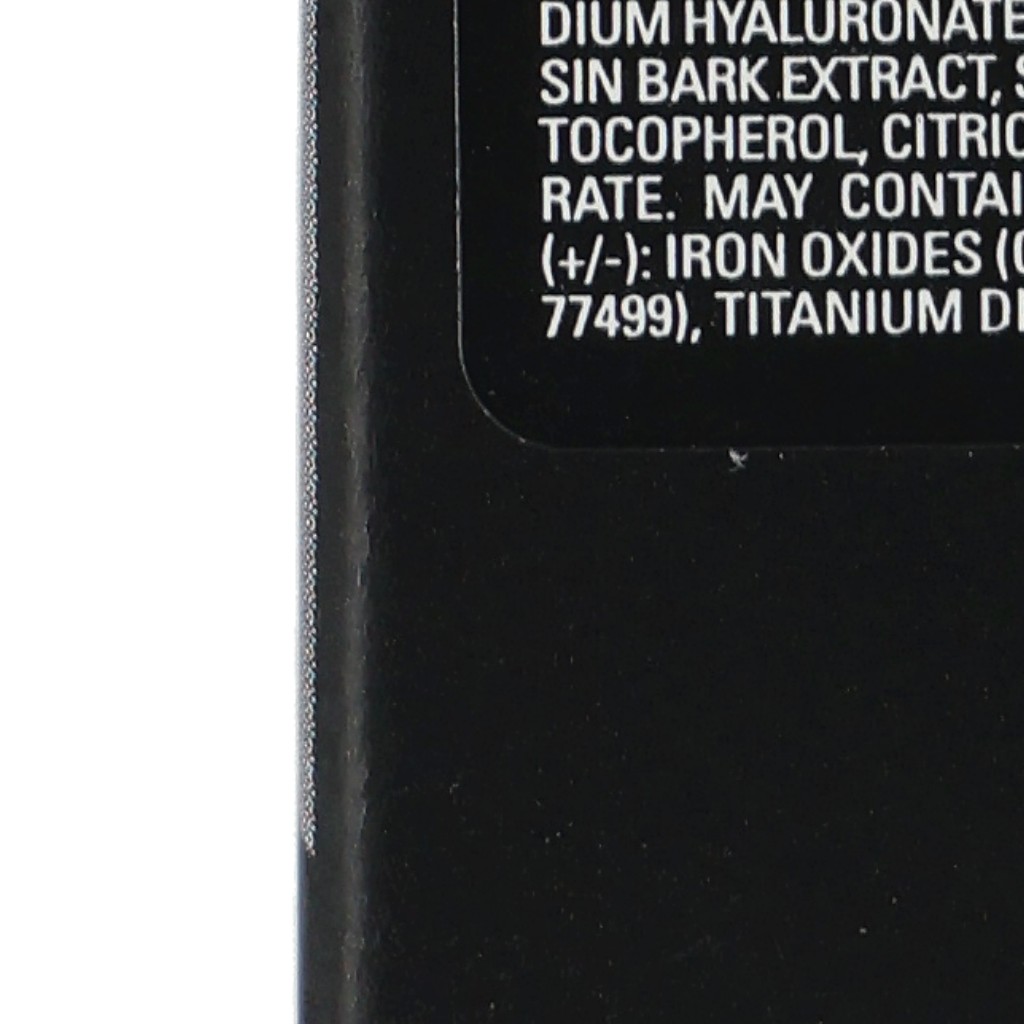 DIUM HYALURONATE
SIN BARK EXTRACT,
TOCOPHEROL, CITRIC
RATE. MAY CONTAI
(+/-): IRON OXIDES (
77499), TITANIUM DI